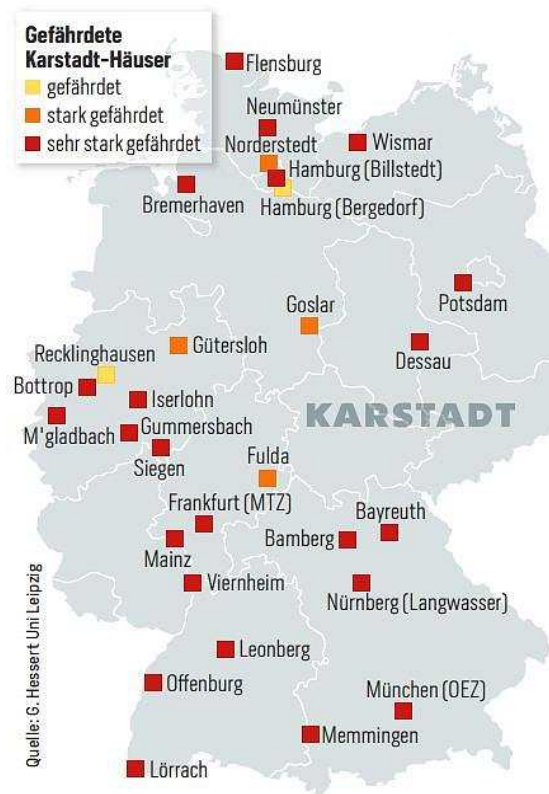 Gefährdete
Karstadt-Häuser
gefährdet
stark gefährdet
sehr stark gefährdet
Flensburg
Neumünster
Wismar
Norderstedt
Hamburg (Billstedt)
Bremerhaven
Hamburg (Bergedorf)
Potsdam
Goslar
Gütersloh
Dessau
Recklinghausen
Bottrop
Iserlohn
KARSTADT
M'gladbach
Gummersbach
Siegen
Fulda
Frankfurt (MTZ)
Bayreuth
Bamberg
Mainz
Viernheim
Nürnberg (Langwasser)
Leonberg
Offenburg
München (OEZ)
Memmingen
Lörrach
Quelle: G. Hessert Uni Leipzig